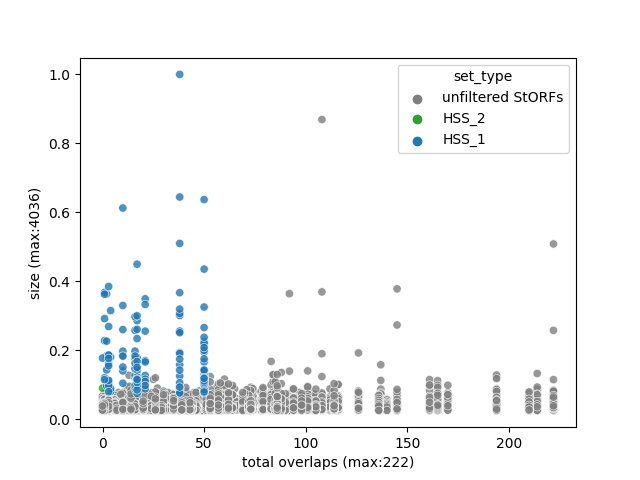 set_type
unfiltered StORFs
HSS_2
HSS_1
1.0
0.8
0.6
0.4
0.2
0.0
size (max:4036)
0
50
100
150
200
total overlaps (max:222)